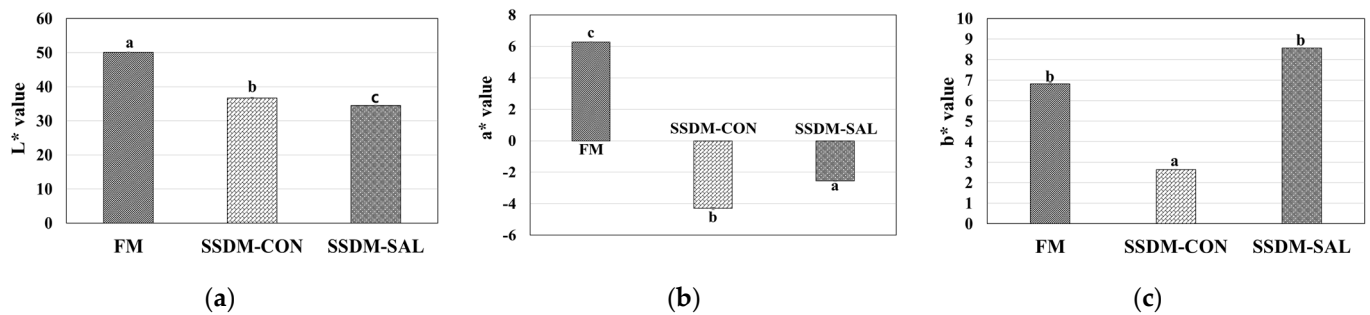 L* value
60
50
40
30
20
10
0
a
b
c
FM SSDM-CON SSDM-SAL
(a)
a* value
8
6
4
2
0
-2
-4
-6
c
SSDM-CON SSDM-SAL
FM
a
b
(b)
b* value
10
9
8
7
6
5
4
3
2
1
0
b
a
b
FM SSDM-CON SSDM-SAL
(c)